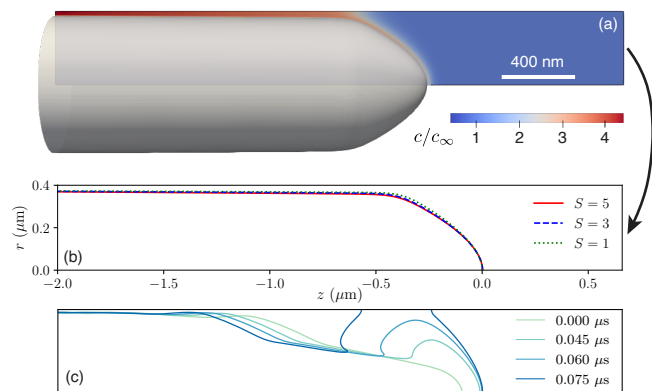 (a)
400 nm
c/c∞ 1 2 3 4
0.4
0.2
0.0
r (μm)
S = 5
S = 3
S = 1
(b)
−2.0 −1.5 −1.0 −0.5 0.0 0.5
z (μm)
0.000 μs
0.045 μs
0.060 μs
0.075 μs
(c)